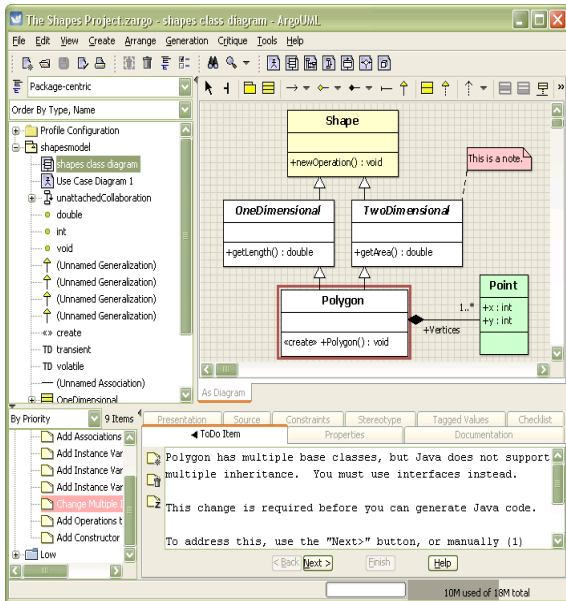 The Shapes Project.zargo - shapes class diagram - ArgoUML
File Edit View Create Arrange Generation Critique Tools Help
Package-centric
Order By Type, Name
Profile Configuration
shapesmodel
shapes class diagram
Use Case Diagram 1
unattachedCollaboration
double
int
void
(Unnamed Generalization)
(Unnamed Generalization)
(Unnamed Generalization)
(Unnamed Generalization)
«» create
TD transient
TD volatile
(Unnamed Association)
OneDimensional
Shape
+newOperation() : void
This is a note.
OneDimensional
+getLength() : double
TwoDimensional
+getArea() : double
Polygon
«create» +Polygon() : void
1..*
+Vertices
Point
+x : int
+y : int
As Diagram
By Priority
9 Items
Add Associations
Add Instance Var
Add Instance Var
Add Instance Var
Change Multiple I
Add Operations t
Add Constructor
Low
Presentation Source Constraints Stereotype Tagged Values Checklist
ToDo Item Properties Documentation
Polygon has multiple base classes, but Java does not support
multiple inheritance. You must use interfaces instead.
This change is required before you can generate Java code.
To address this, use the "Next>" button, or manually (1)
< Back Next > Finish Help
10M used of 18M total